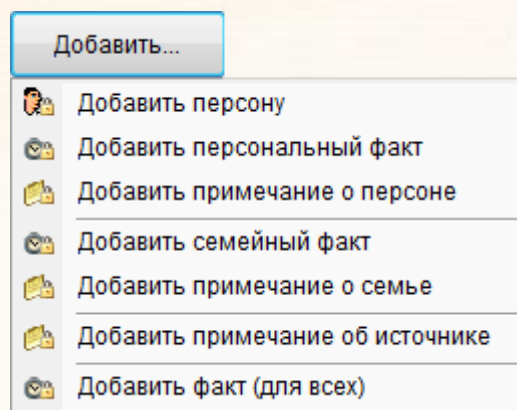 Добавить...
Добавить персону
Добавить персональный факт
Добавить примечание о персоне
Добавить семейный факт
Добавить примечание о семье
Добавить примечание об источнике
Добавить факт (для всех)